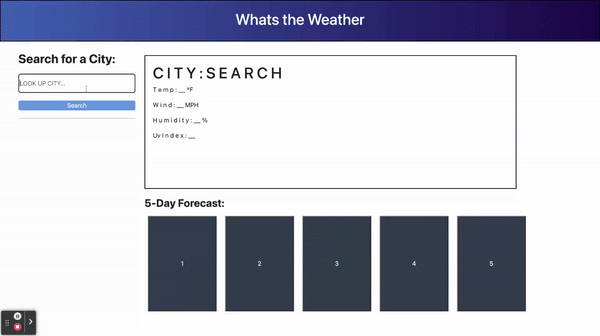 Whats the Weather
Search for a City:
LOOK UP CITY...
Search
CITY:SEARCH
Temp:__°F
Wind:__MPH
Humidity:__%
UvIndex:__
5-Day Forecast:
1
2
3
4
5